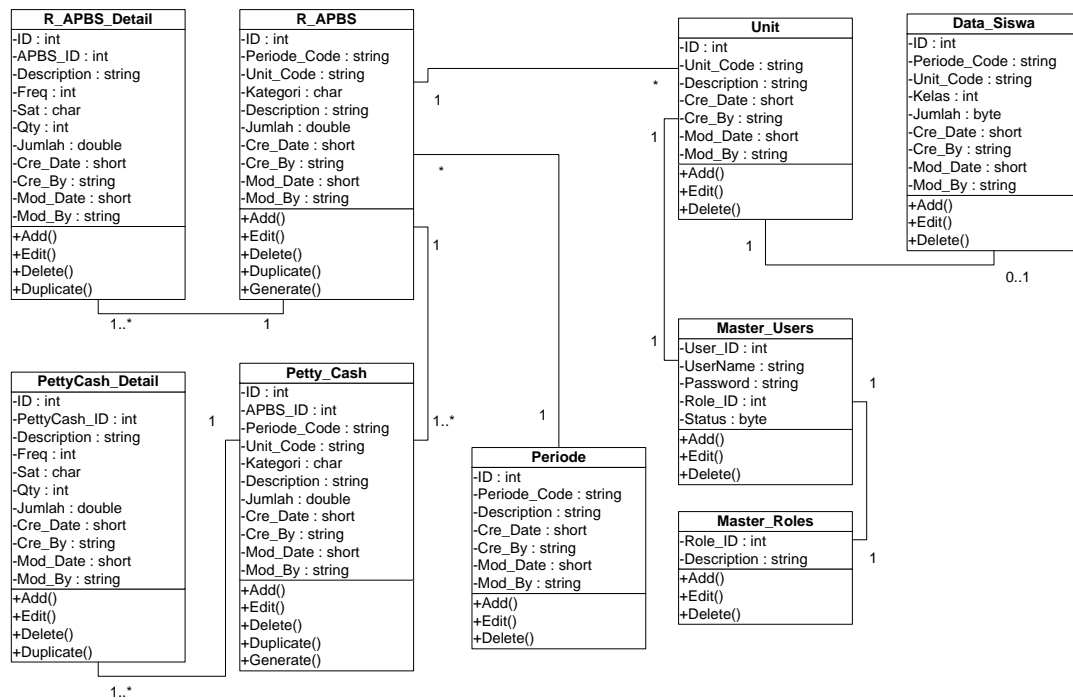 R_APBS_Detail
-ID : int
-APBS_ID : int
-Description : string
-Freq : int
-Sat : char
-Qty : int
-Jumlah : double
-Cre_Date : short
-Cre_By : string
-Mod_Date : short
-Mod_By : string
+Add()
+Edit()
+Delete()
+Duplicate()
R_APBS
-ID : int
-Periode_Code : string
-Unit_Code : string
-Kategori : char
-Description : string
-Jumlah : double
-Cre_Date : short
-Cre_By : string
-Mod_Date : short
-Mod_By : string
+Add()
+Edit()
+Delete()
+Duplicate()
+Generate()
1
*
*
1
1..*
1
Unit
-ID : int
-Unit_Code : string
-Description : string
-Cre_Date : short
-Cre_By : string
-Mod_Date : short
-Mod_By : string
+Add()
+Edit()
+Delete()
1
1
0..1
1
Data_Siswa
-ID : int
-Periode_Code : string
-Unit_Code : string
-Kelas : int
-Jumlah : byte
-Cre_Date : short
-Cre_By : string
-Mod_Date : short
-Mod_By : string
+Add()
+Edit()
+Delete()
PettyCash_Detail
-ID : int
-PettyCash_ID : int
-Description : string
-Freq : int
-Sat : char
-Qty : int
-Jumlah : double
-Cre_Date : short
-Cre_By : string
-Mod_Date : short
-Mod_By : string
+Add()
+Edit()
+Delete()
+Duplicate()
1
1..*
Petty_Cash
-ID : int
-APBS_ID : int
-Periode_Code : string
-Unit_Code : string
-Kategori : char
-Description : string
-Jumlah : double
-Cre_Date : short
-Cre_By : string
-Mod_Date : short
-Mod_By : string
+Add()
+Edit()
+Delete()
+Duplicate()
+Generate()
1..*
1
Periode
-ID : int
-Periode_Code : string
-Description : string
-Cre_Date : short
-Cre_By : string
-Mod_Date : short
-Mod_By : string
+Add()
+Edit()
+Delete()
Master_Users
-User_ID : int
-UserName : string
-Password : string
-Role_ID : int
-Status : byte
+Add()
+Edit()
+Delete()
1
1
Master_Roles
-Role_ID : int
-Description : string
+Add()
+Edit()
+Delete()